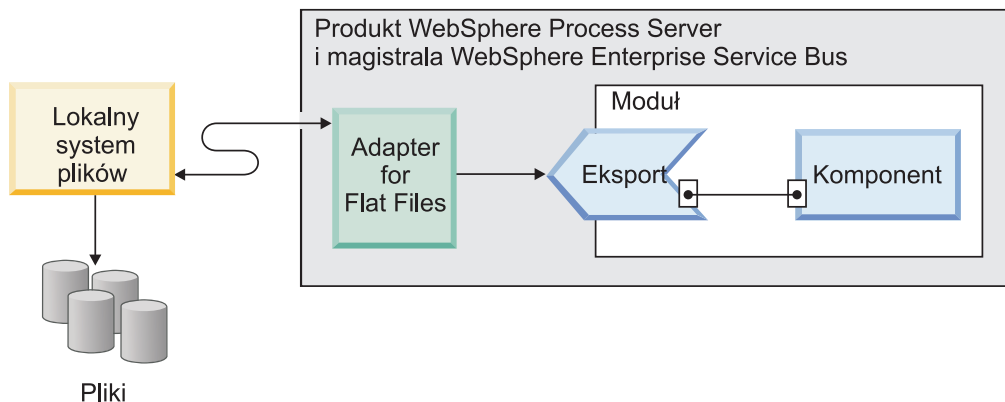 Produkt WebSphere Process Server
i magistrala WebSphere Enterprise Service Bus
Moduł
Lokalny
system
plików
Adapter
for
Flat Files
Eksport
Komponent
Pliki